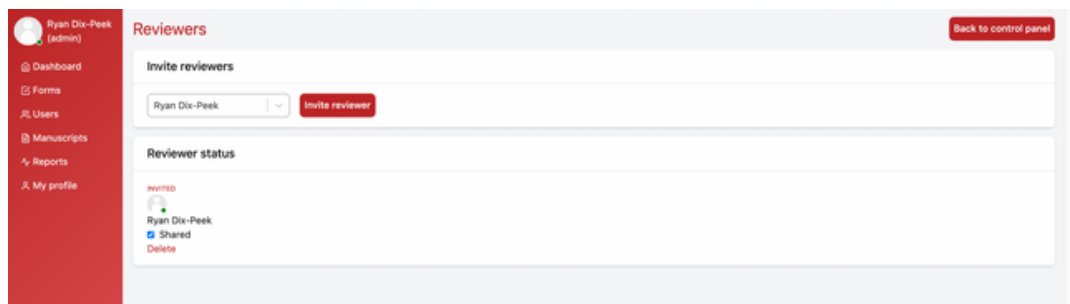 Ryan Dix-Peek
(admin)
Dashboard
Forms
Users
Manuscripts
Reports
My profile
Reviewers
Back to control panel
Invite reviewers
Ryan Dix-Peek
Invite reviewer
Reviewer status
INVITED
Ryan Dix-Peek
Shared
Delete